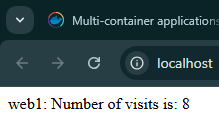 Multi-container applications
localhost
web1: Number of visits is: 8